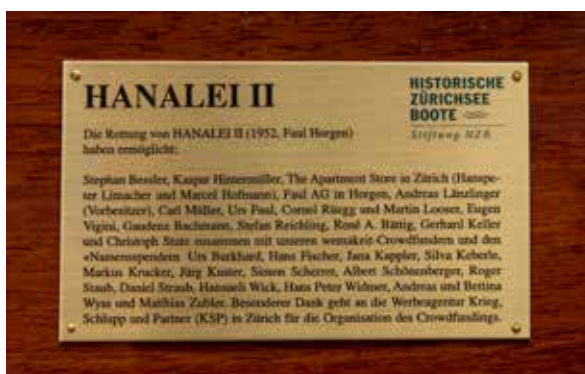 HANALEI II
HISTORISCHE
ZÜRICHSEE
BOOTE
Stiftung HZB
Die Rettung von HANALEI II (1952, Faul Horgen)
haben ermöglicht:
Stephan Bessler, Kaspar Hintermüller, The Apartment Store in Zürich (Hanspe-
ter Limacher und Marcel Hofmann), Faul AG in Horgen, Andreas Länzlinger
(Vorbesitzer), Carl Müller, Urs Paul, Cornel Rüegg und Martin Looser, Eugen
Vigini, Gaudenz Bachmann, Stefan Reichling, René A. Bättig, Gerhard Keller
und Christoph Stutz zusammen mit unseren wemakeit-Crowdfundern und den
«Namensspendern Urs Burkhard, Hans Fischer, Jana Kappler, Silva Keberle,
Markus Krucker, Jürg Kuster, Simon Scherrer, Albert Schönenberger, Roger
Staub, Daniel Straub, Hansueli Wick, Hans Peter Widmer, Andreas und Bettina
Wyss und Matthias Zubler. Besonderer Dank geht an die Werbeagentur Krieg,
Schlupp und Partner (KSP) in Zürich für die Organisation des Crowdfundings.